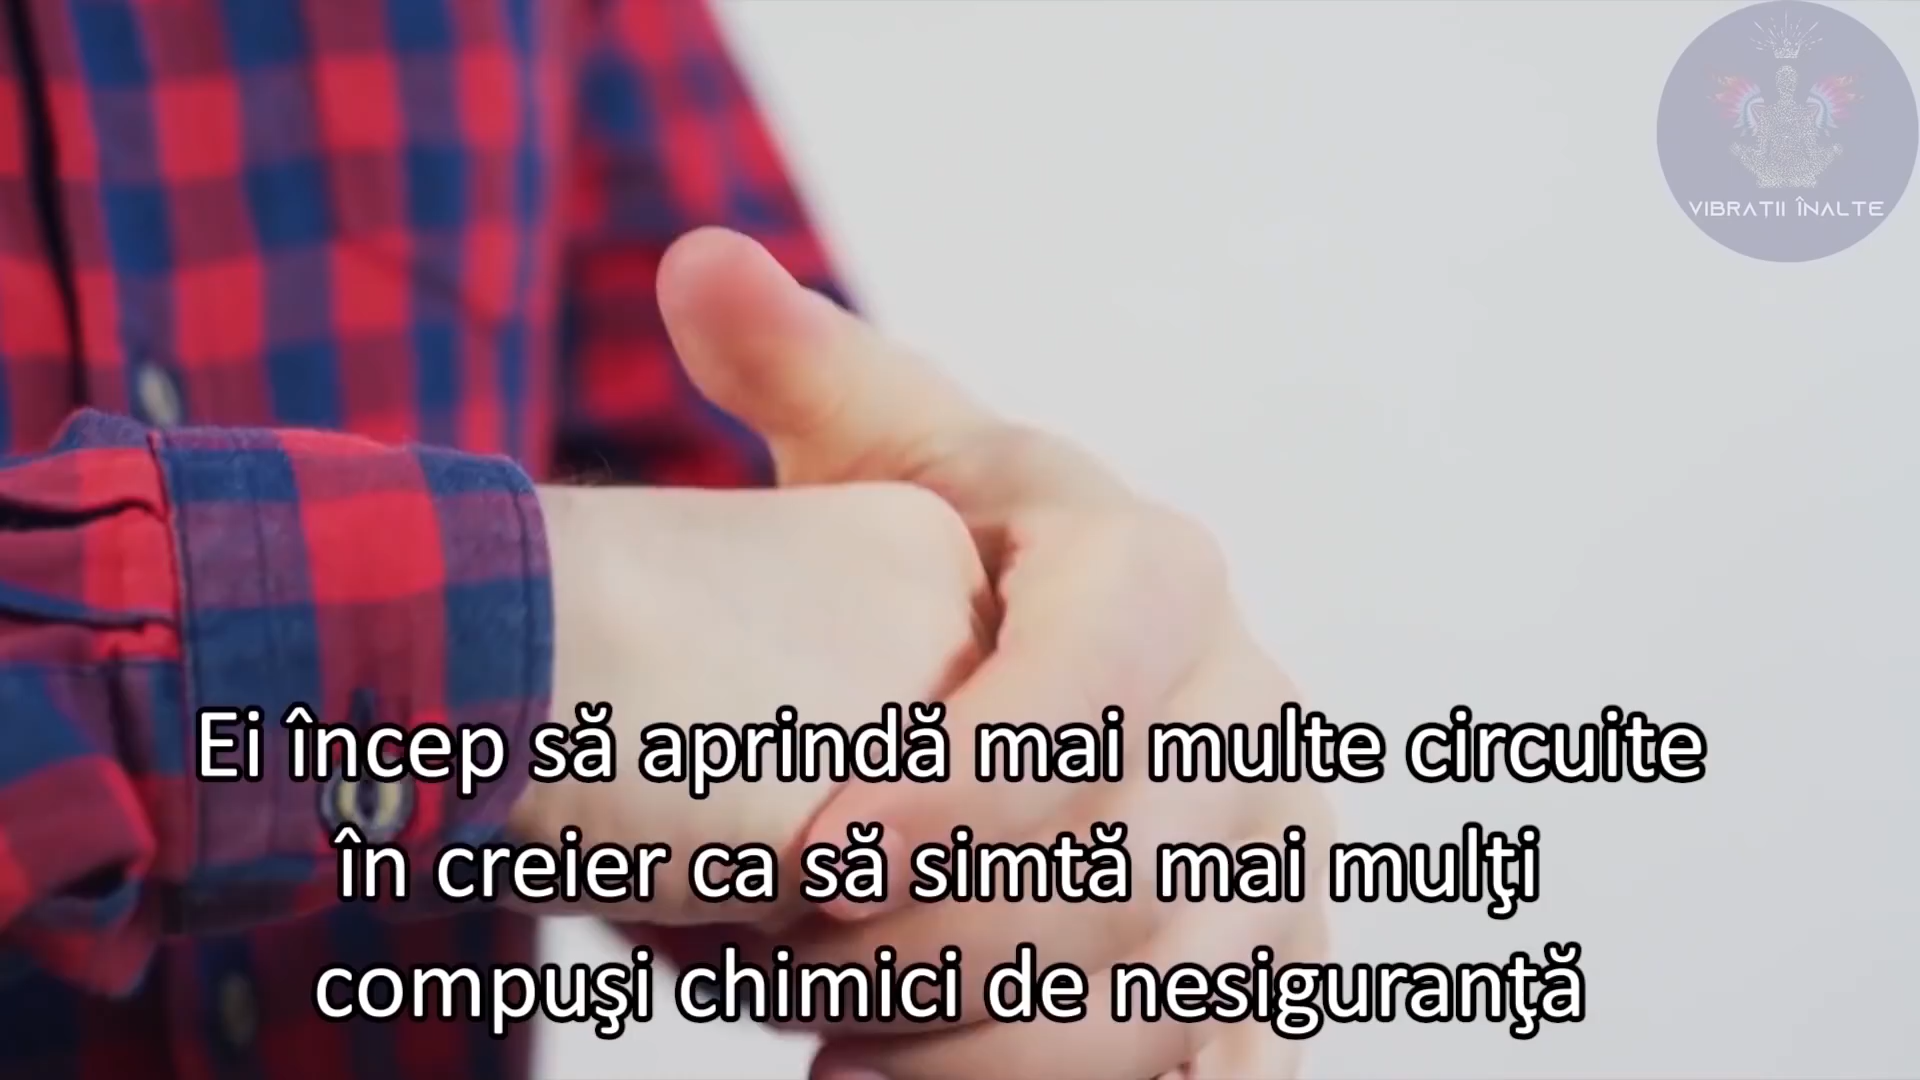 VIBRATII ÎNALTE
Ei încep să aprindă mai multe circuite
în creier ca să simtă mai mulţi
compuşi chimici de nesiguranţă